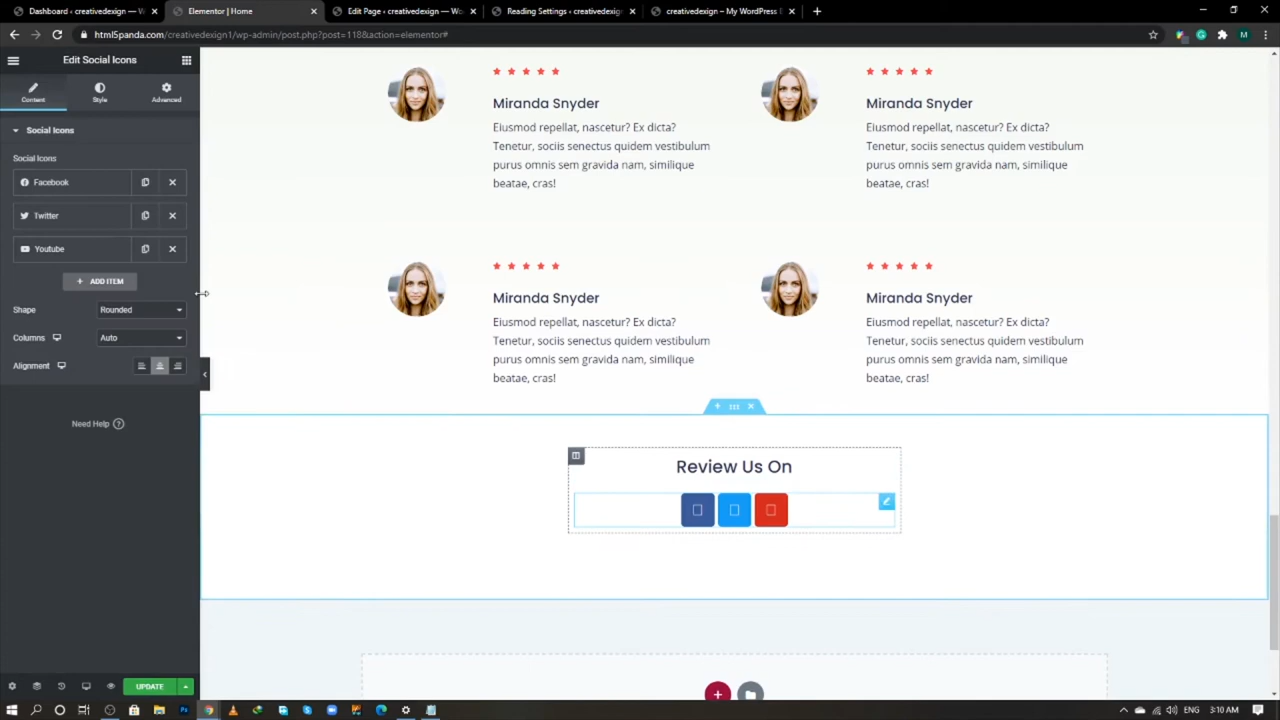 Dashboard ‹ creativedexign — Wo
Elementor | Home
Edit Page ‹ creativedexign — Wo
Reading Settings ‹ creativedexign
creativedexign – My WordPress E
html5panda.com/creativedexign1/wp-admin/post.php?post=118&action=elementor#
M
Edit Social Icons
Content
Style
Advanced
Social Icons
Social Icons
Facebook
Twitter
Youtube
ADD ITEM
Shape
Rounded
Columns
Auto
Alignment
Need Help
UPDATE
Miranda Snyder
Eiusmod repellat, nascetur? Ex dicta?
Tenetur, sociis senectus quidem vestibulum
purus omnis sem gravida nam, similique
beatae, cras!
Miranda Snyder
Eiusmod repellat, nascetur? Ex dicta?
Tenetur, sociis senectus quidem vestibulum
purus omnis sem gravida nam, similique
beatae, cras!
Miranda Snyder
Eiusmod repellat, nascetur? Ex dicta?
Tenetur, sociis senectus quidem vestibulum
purus omnis sem gravida nam, similique
beatae, cras!
Miranda Snyder
Eiusmod repellat, nascetur? Ex dicta?
Tenetur, sociis senectus quidem vestibulum
purus omnis sem gravida nam, similique
beatae, cras!
Review Us On
ENG
3:10 AM